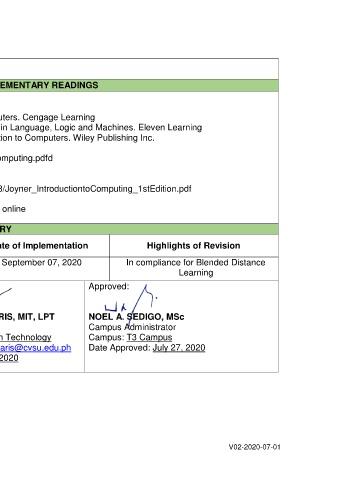 EMENTARY READINGS
uters. Cengage Learning
in Language, Logic and Machines. Eleven Learning
tion to Computers. Wiley Publishing Inc.
omputing.pdfd
3/Joyner_IntroductiontoComputing_1stEdition.pdf
online
RY
ate of Implementation Highlights of Revision
September 07, 2020 In compliance for Blended Distance
Learning
Approved:
RIS, MIT, LPT NOEL A. SEDIGO, MSc
Campus Administrator
n Technology Campus: T3 Campus
aris@cvsu.edu.ph Date Approved: July 27, 2020
2020
V02-2020-07-01